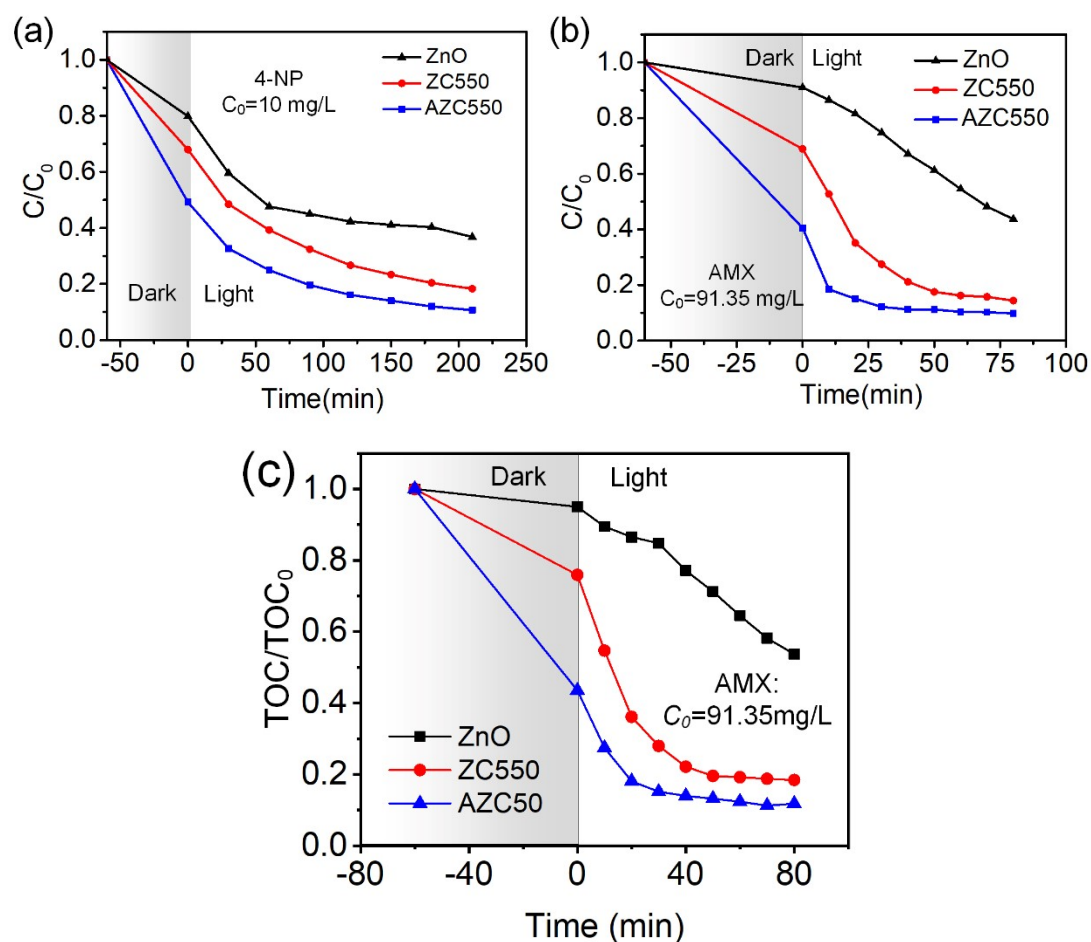 (a)
1.0
0.8
0.6
0.4
0.2
0.0
C/C₀
4-NP
C₀=10 mg/L
ZnO
ZC550
AZC550
Dark
Light
-50 0 50 100 150 200 250
Time(min)
(b)
1.0
0.8
0.6
0.4
0.2
0.0
C/C₀
Dark Light
ZnO
ZC550
AZC550
AMX
C₀=91.35 mg/L
-50 -25 0 25 50 75 100
Time(min)
(c)
1.0
0.8
0.6
0.4
0.2
0.0
TOC/TOC₀
Dark Light
AMX:
C₀=91.35mg/L
ZnO
ZC550
AZC50
-80 -40 0 40 80
Time (min)